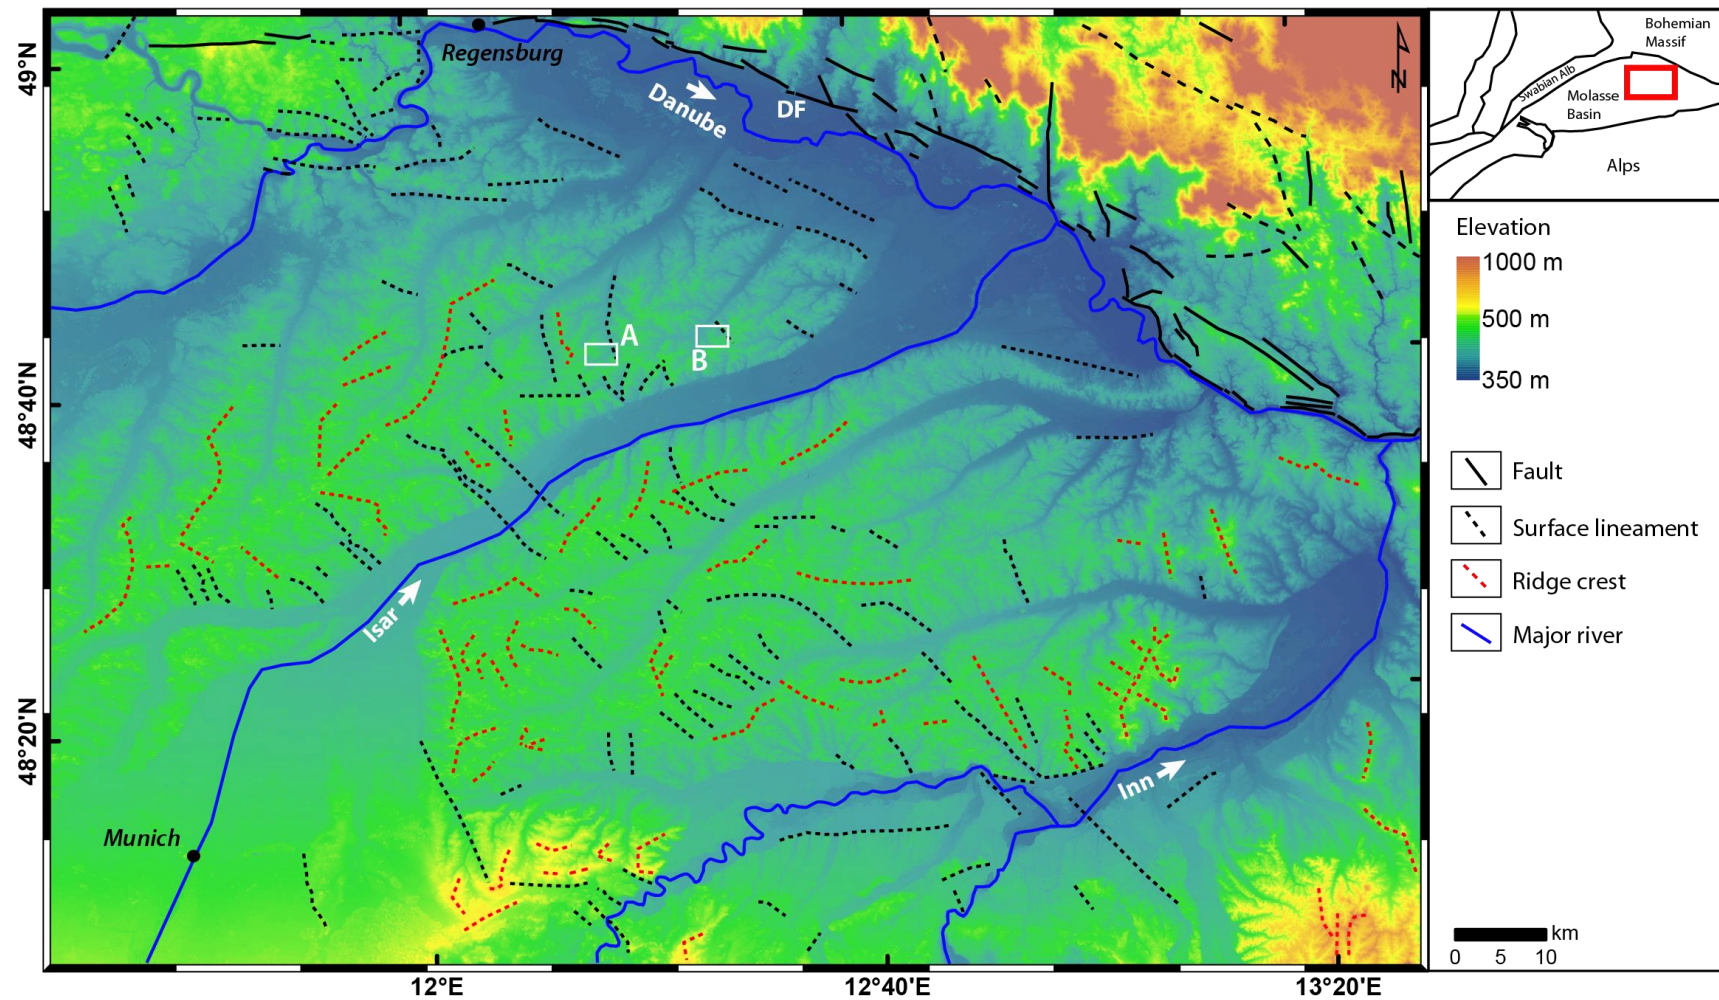 49°N
48°40'N
48°20'N
12°E
12°40'E
13°20'E
Regensburg
Danube
DF
A
B
Isar
Inn
Munich
N
Bohemian
Massif
Swabian Alb
Molasse
Basin
Alps
Elevation
1000 m
500 m
350 m
Fault
Surface lineament
Ridge crest
Major river
km
0 5 10